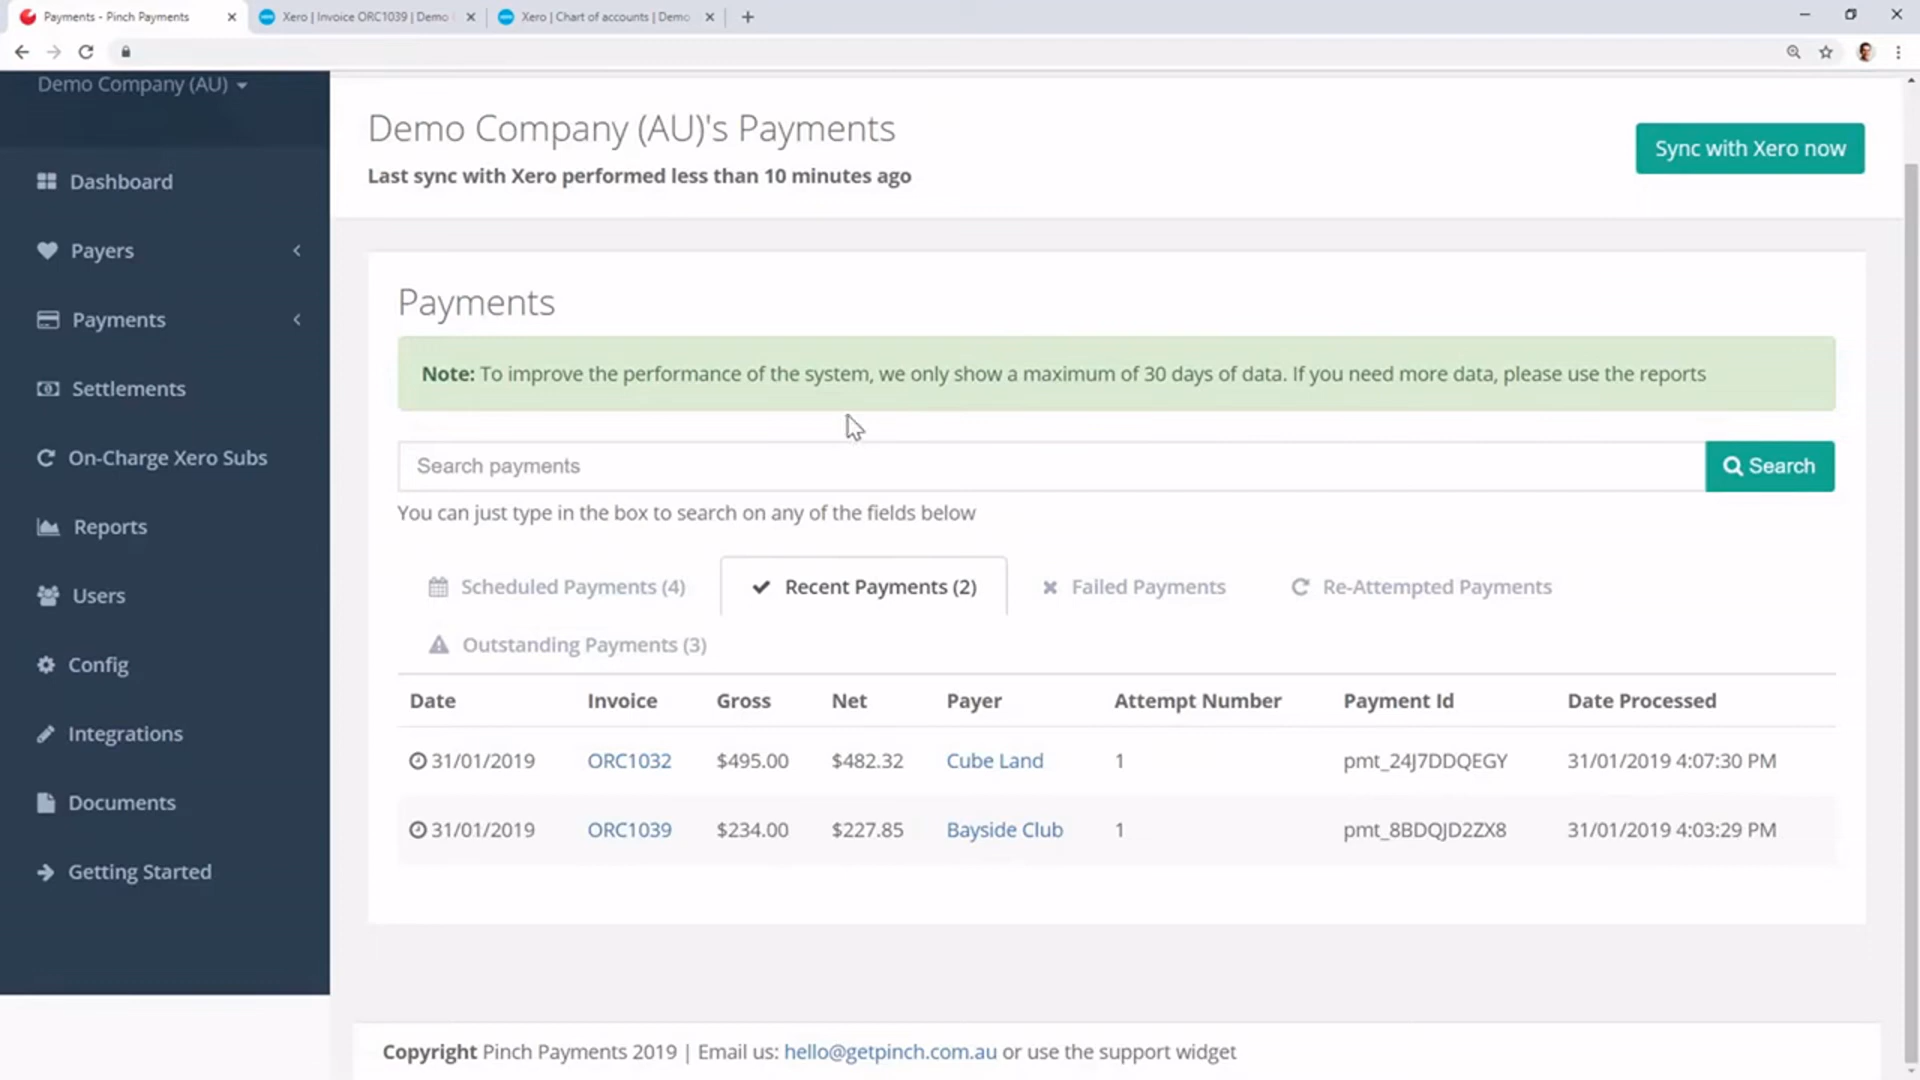 Payments - Pinch Payments
Xero | Invoice ORC1039 | Demo
Xero | Chart of accounts | Demo
Demo Company (AU)
Demo Company (AU)'s Payments
Last sync with Xero performed less than 10 minutes ago
Sync with Xero now
Dashboard
Payers
Payments
Settlements
On-Charge Xero Subs
Reports
Users
Config
Integrations
Documents
Getting Started
Payments
Note: To improve the performance of the system, we only show a maximum of 30 days of data. If you need more data, please use the reports
Search payments
Search
You can just type in the box to search on any of the fields below
Scheduled Payments (4) Recent Payments (2) Failed Payments Re-Attempted Payments
Outstanding Payments (3)
Date Invoice Gross Net Payer Attempt Number Payment Id Date Processed
31/01/2019 ORC1032 $495.00 $482.32 Cube Land 1 pmt_24J7DDQEGY 31/01/2019 4:07:30 PM
31/01/2019 ORC1039 $234.00 $227.85 Bayside Club 1 pmt_8BDQJD2ZX8 31/01/2019 4:03:29 PM
Copyright Pinch Payments 2019 | Email us: hello@getpinch.com.au or use the support widget